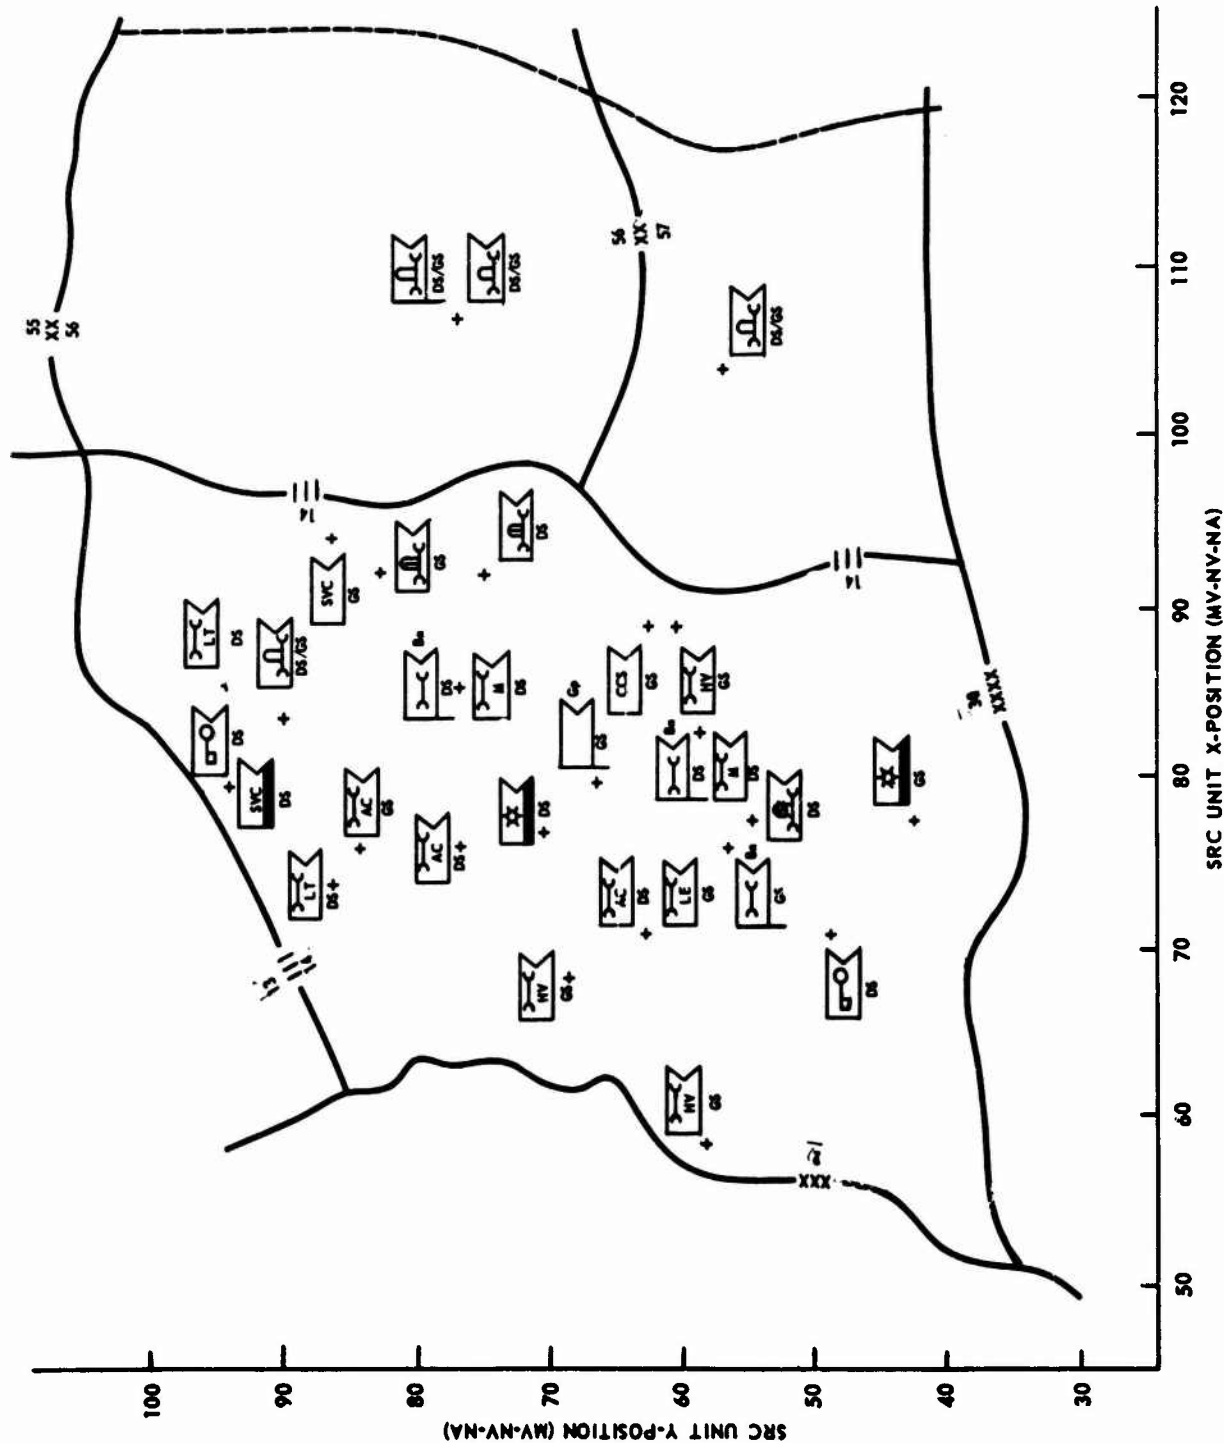 120
110
100
90
80
70
60
50
SRC UNIT X-POSITION (MV-NV-NA)
100
90
80
70
60
50
40
30
SRC UNIT Y-POSITION (MV-NV-NA)
55
XX
56
56
XX
57
DS/GS
DS/GS
DS/GS
14
14
LT
DS
DS/GS
SVC
GS
GS
DS
DS
SVC
DS
Bn
DS
M
DS
CCS
GS
HV
GS
Gp
GS
AC
GS
AC
DS
DS
Bn
DS
M
DS
DS
GS
LT
DS
AC
DS
LE
GS
Bn
GS
HV
GS
DS
HV
GS
XXXX
XXX